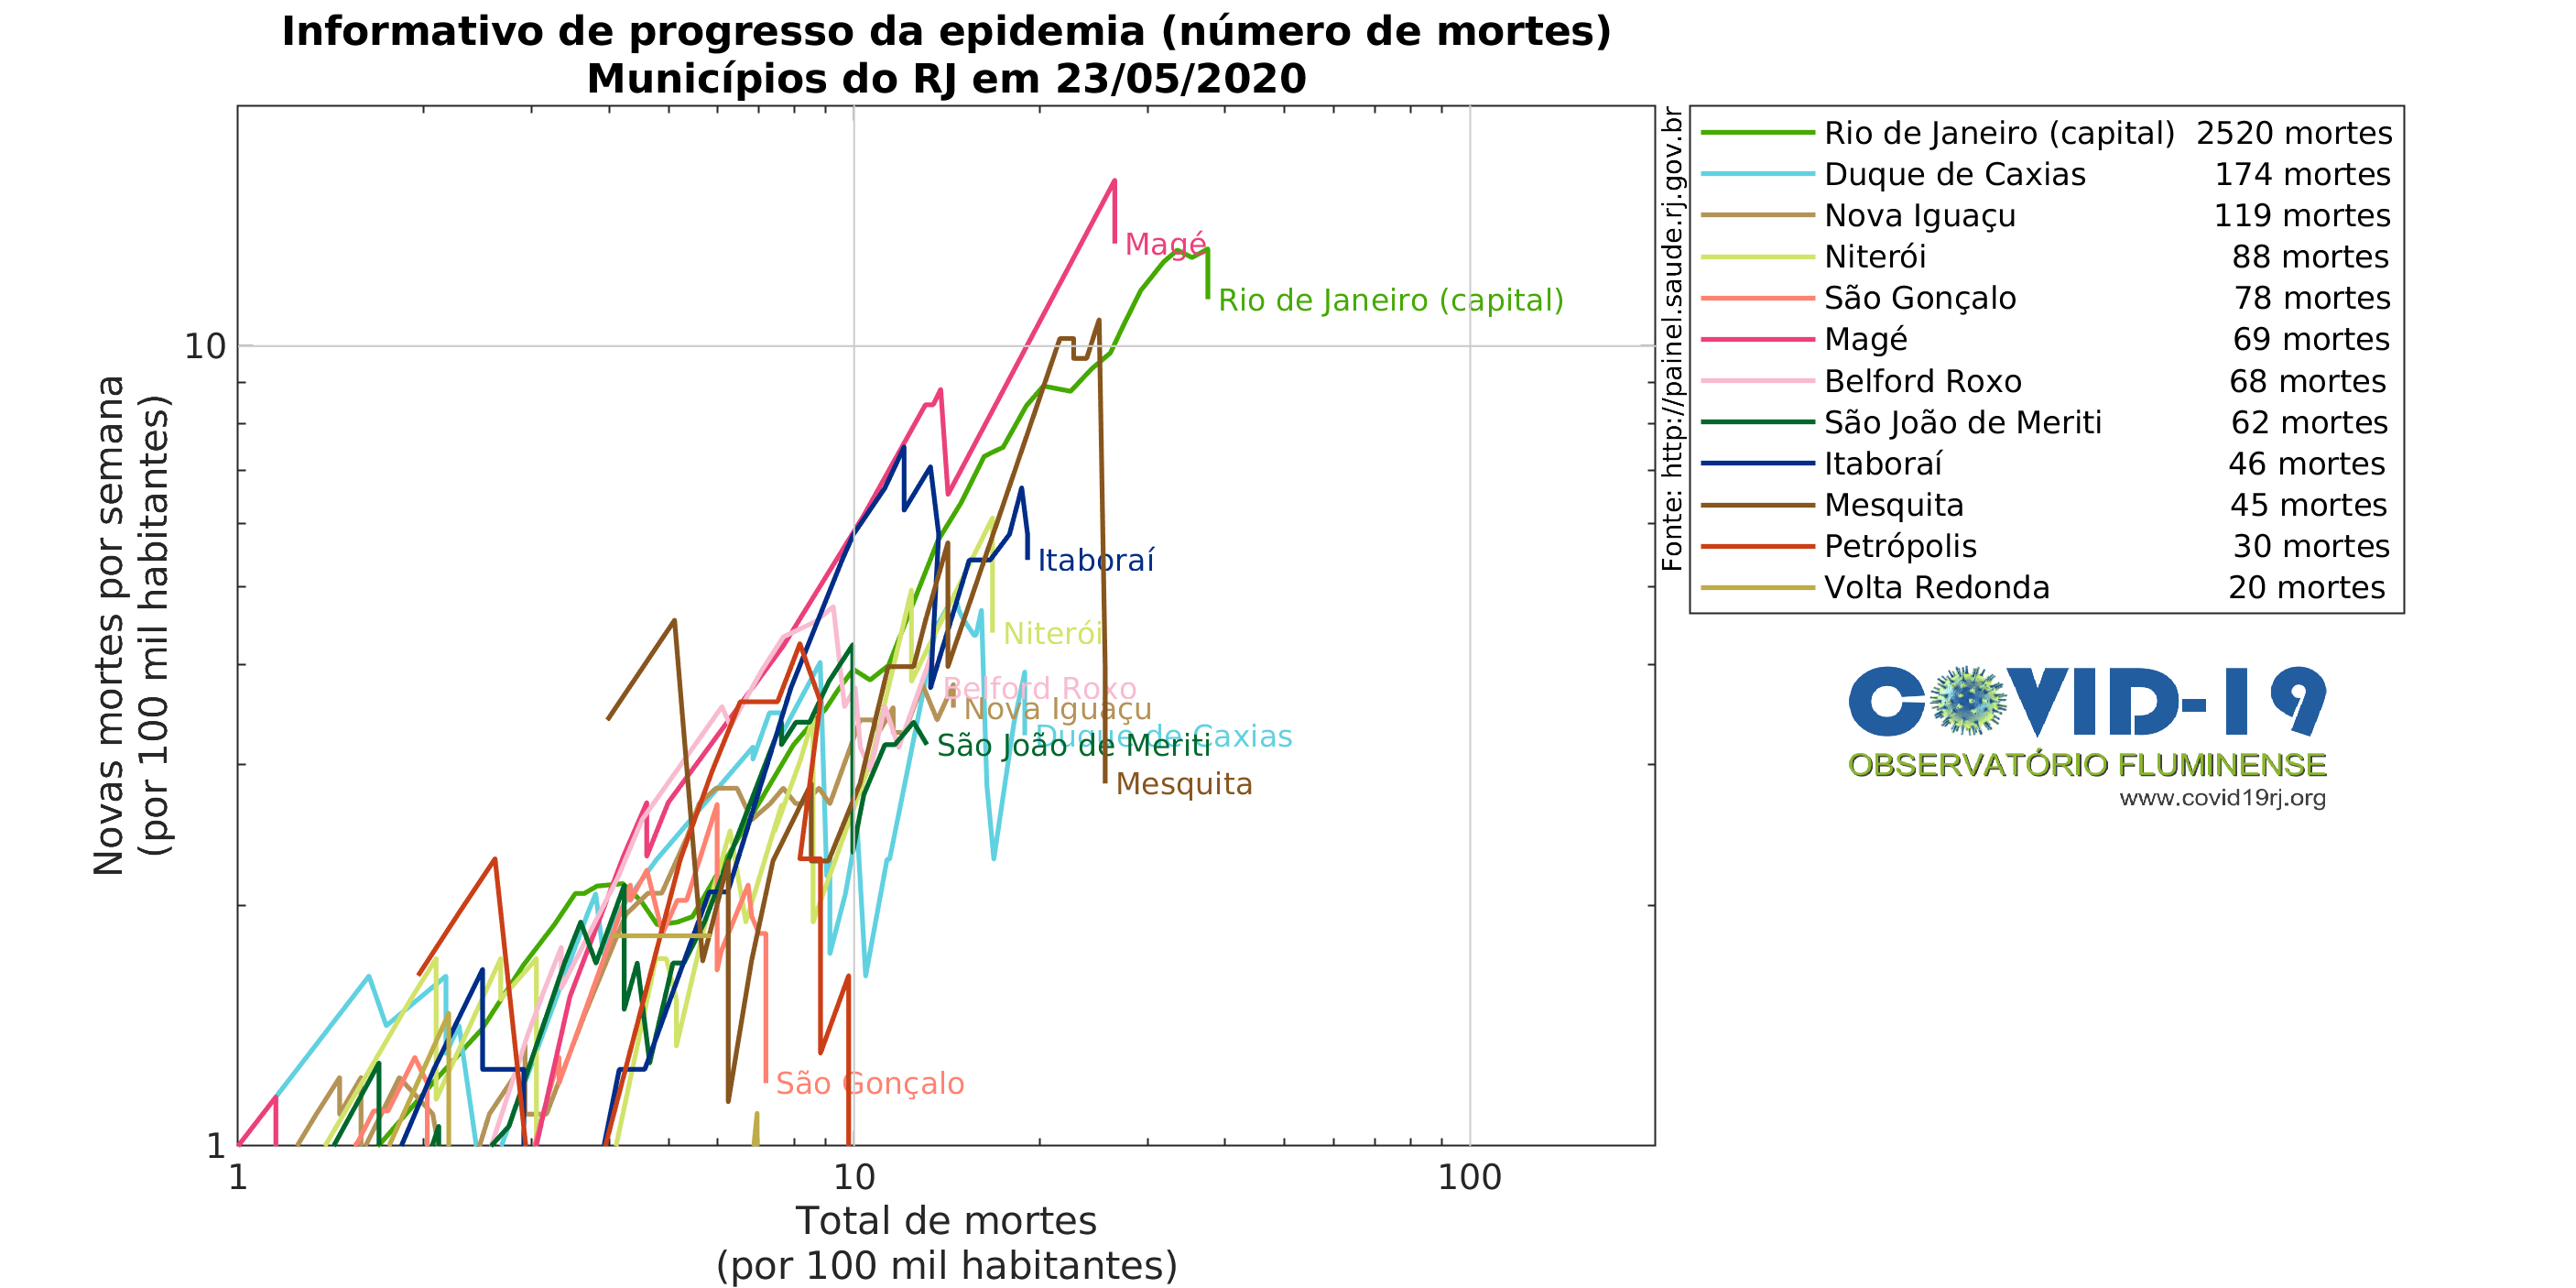 Informativo de progresso da epidemia (número de mortes)
Municípios do RJ em 23/05/2020
Novas mortes por semana
(por 100 mil habitantes)
10
1
1
10
100
Total de mortes
(por 100 mil habitantes)
Magé
Rio de Janeiro (capital)
Itaboraí
Niterói
Belford Roxo
Nova Iguaçu
Duque de Caxias
São João de Meriti
Mesquita
São Gonçalo
Fonte: http://painel.saude.rj.gov.br
Rio de Janeiro (capital) 2520 mortes
Duque de Caxias 174 mortes
Nova Iguaçu 119 mortes
Niterói 88 mortes
São Gonçalo 78 mortes
Magé 69 mortes
Belford Roxo 68 mortes
São João de Meriti 62 mortes
Itaboraí 46 mortes
Mesquita 45 mortes
Petrópolis 30 mortes
Volta Redonda 20 mortes
COVID-19
OBSERVATÓRIO FLUMINENSE
www.covid19rj.org